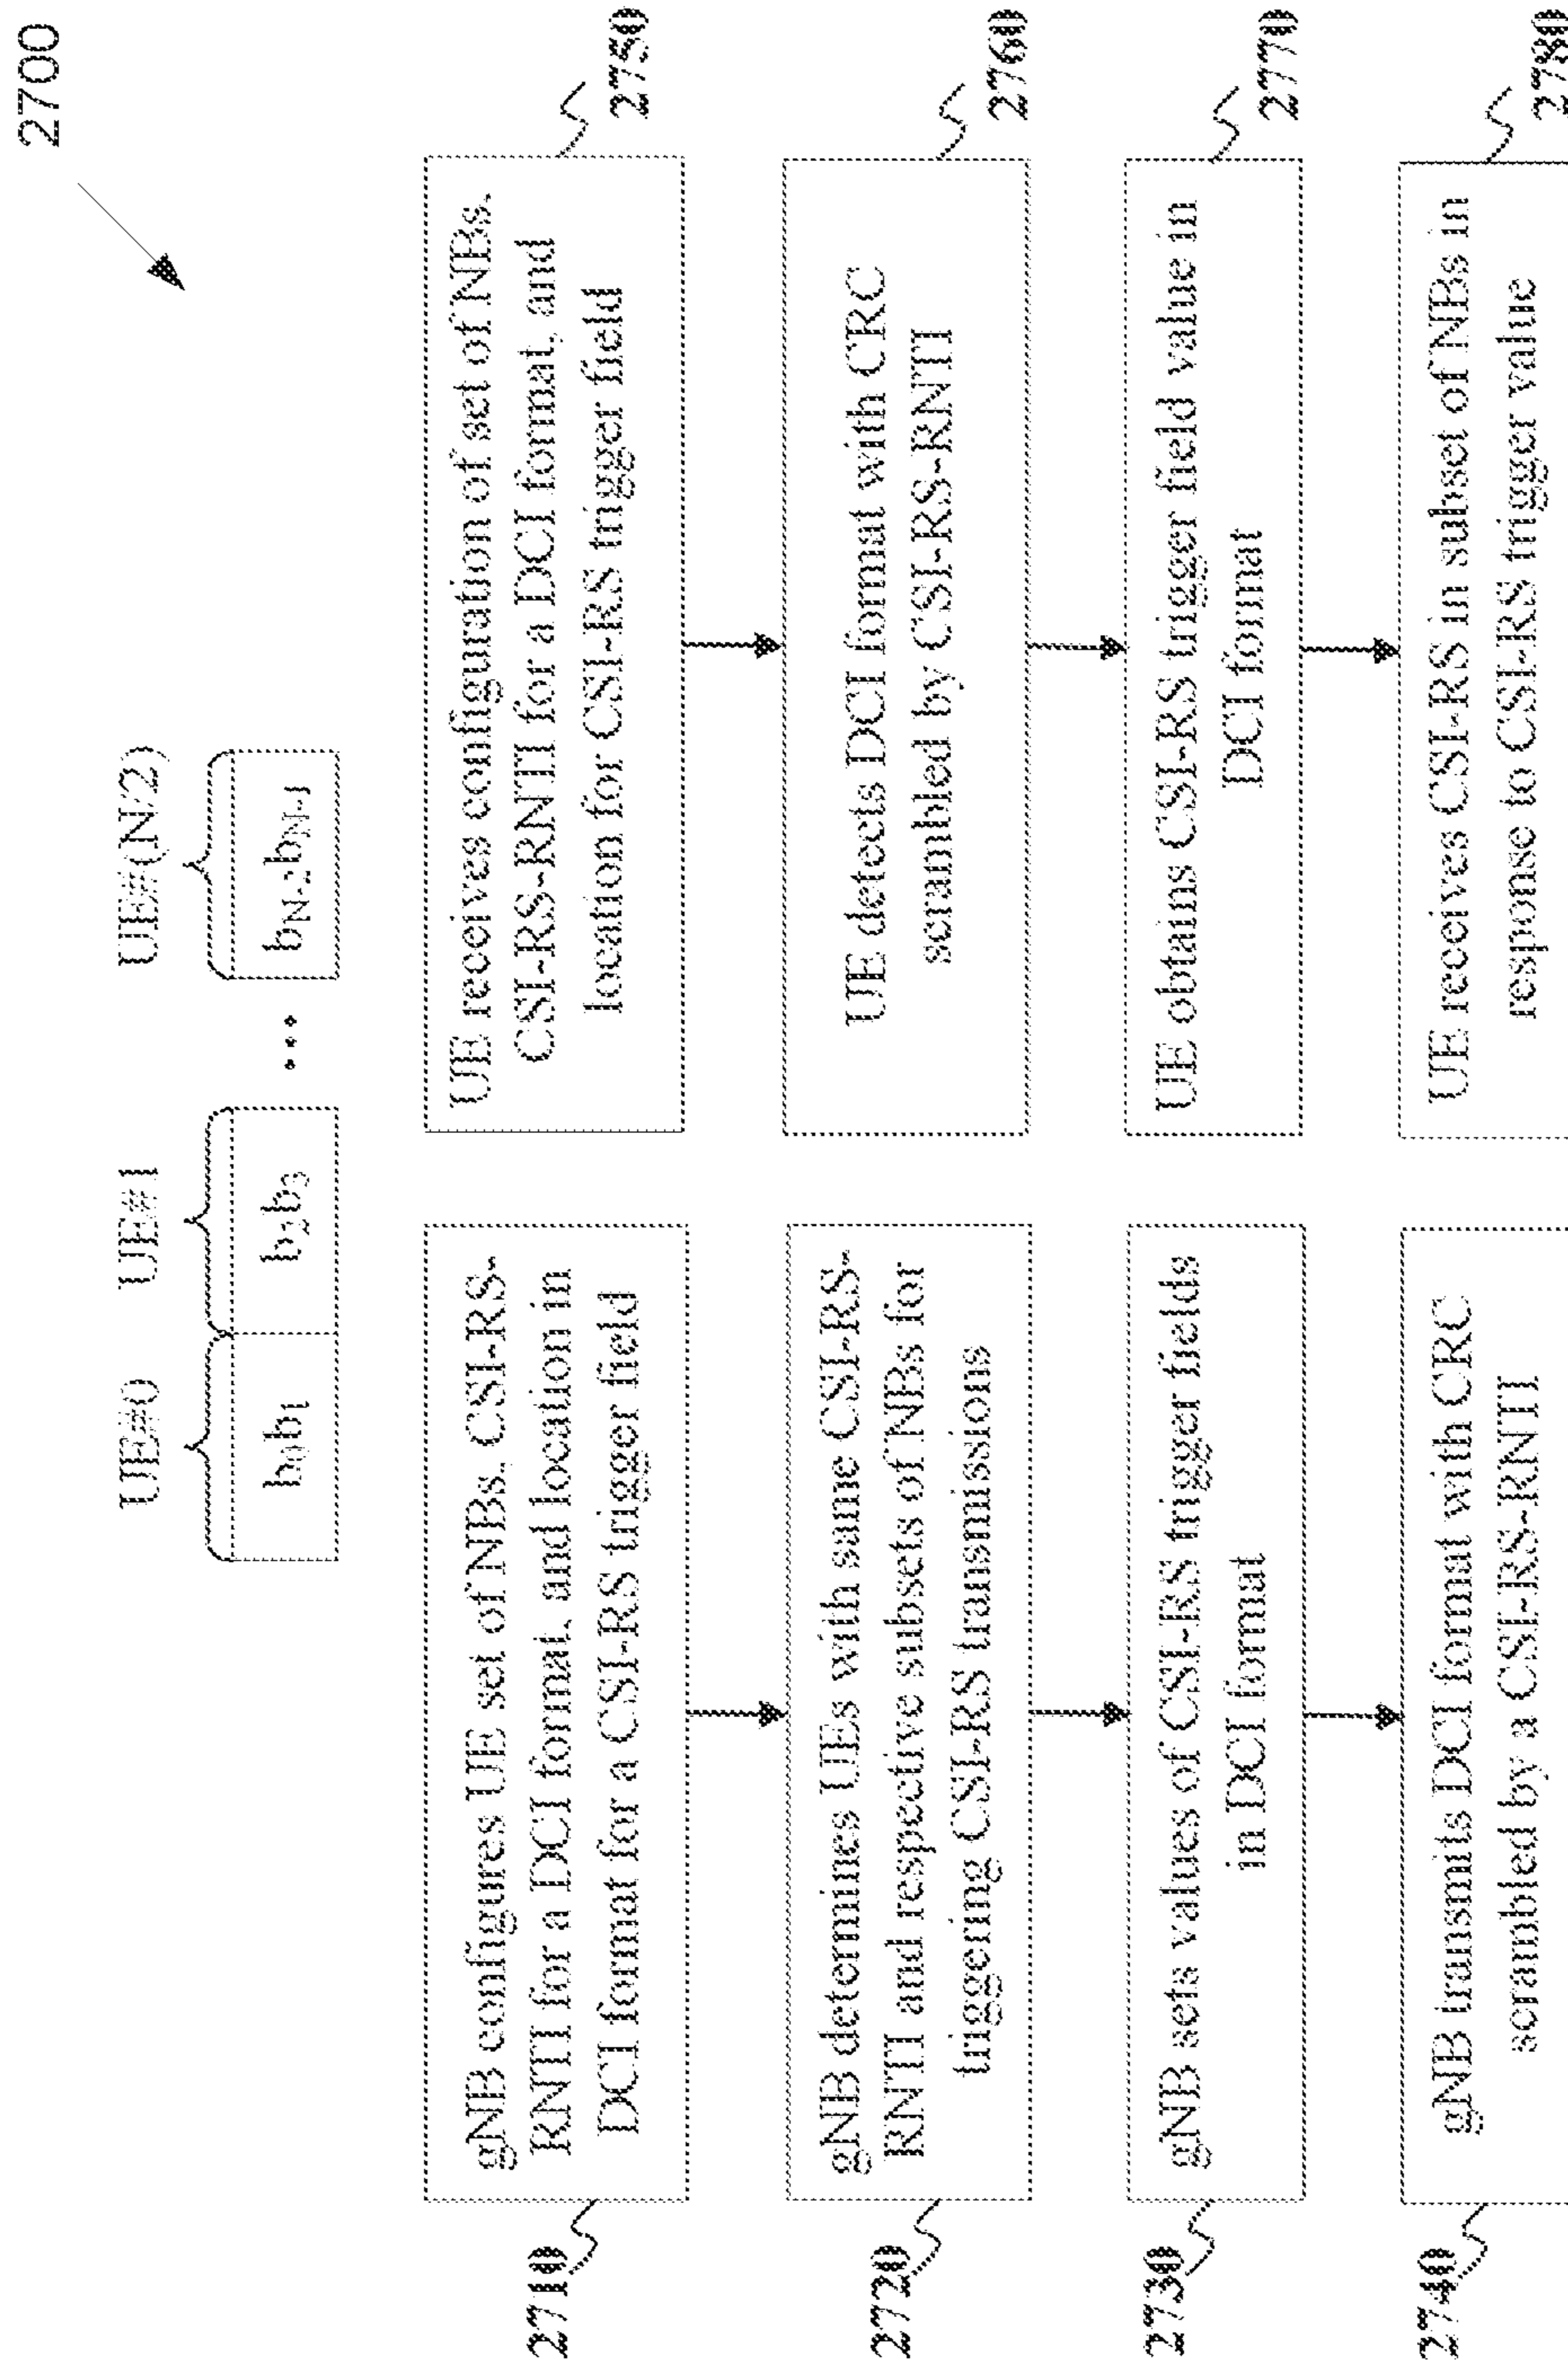 2700
UE#0
UE#1
UE#(N/2)
b0b1
b2b3
...
bN-2bN-1
gNB configures UE set of NBs, CSI-RS-
RNTI for a DCI format, and location in
DCI format for a CSI-RS trigger field
2710
gNB determines UEs with same CSI-RS-
RNTI and respective subsets of NBs for
triggering CSI-RS transmissions
2720
gNB sets values of CSI-RS trigger fields
in DCI format
2730
gNB transmits DCI format with CRC
scrambled by a CSI-RS-RNTI
2740
UE receives configuration of set of NBs,
CSI-RS-RNTI for a DCI format, and
location for CSI-RS trigger field
2750
UE detects DCI format with CRC
scrambled by CSI-RS-RNTI
2760
UE obtains CSI-RS trigger field value in
DCI format
2770
UE receives CSI-RS in subset of NBs in
response to CSI-RS trigger value
2780